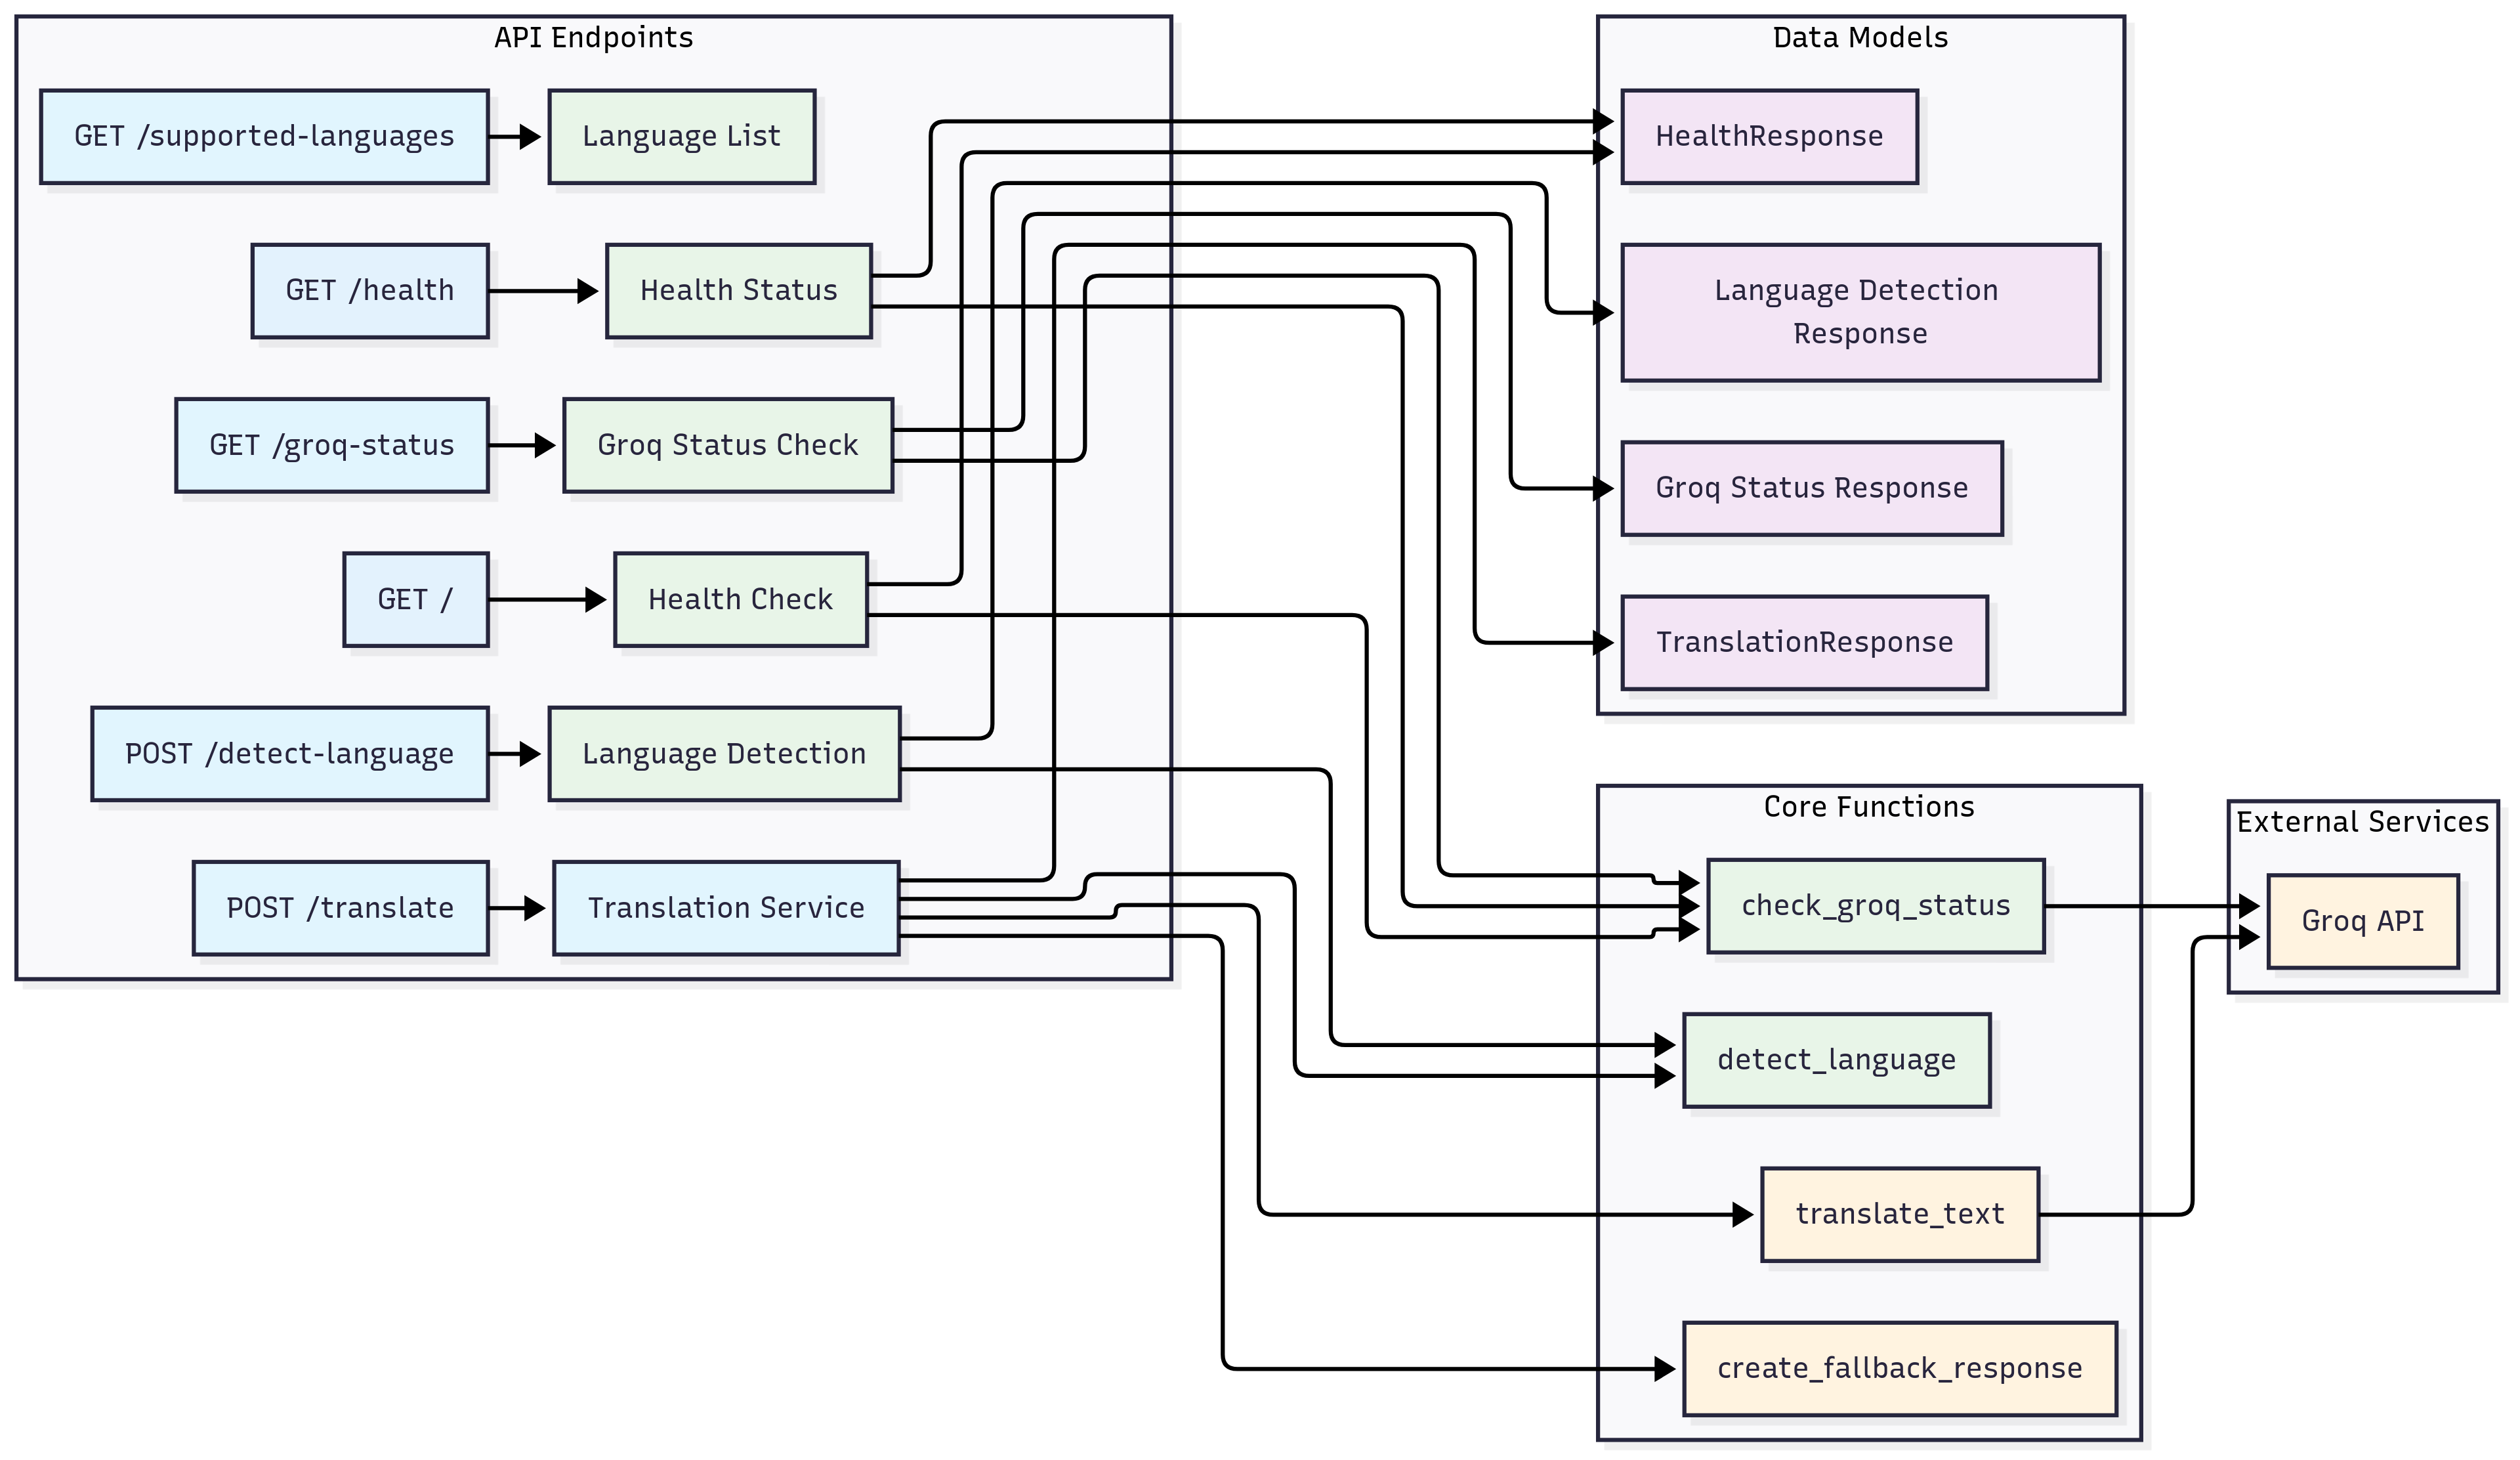 API Endpoints
GET /supported-languages
Language List
GET /health
Health Status
GET /groq-status
Groq Status Check
GET /
Health Check
POST /detect-language
Language Detection
POST /translate
Translation Service
Data Models
HealthResponse
Language Detection
Response
Groq Status Response
TranslationResponse
Core Functions
check_groq_status
detect_language
translate_text
create_fallback_response
External Services
Groq API